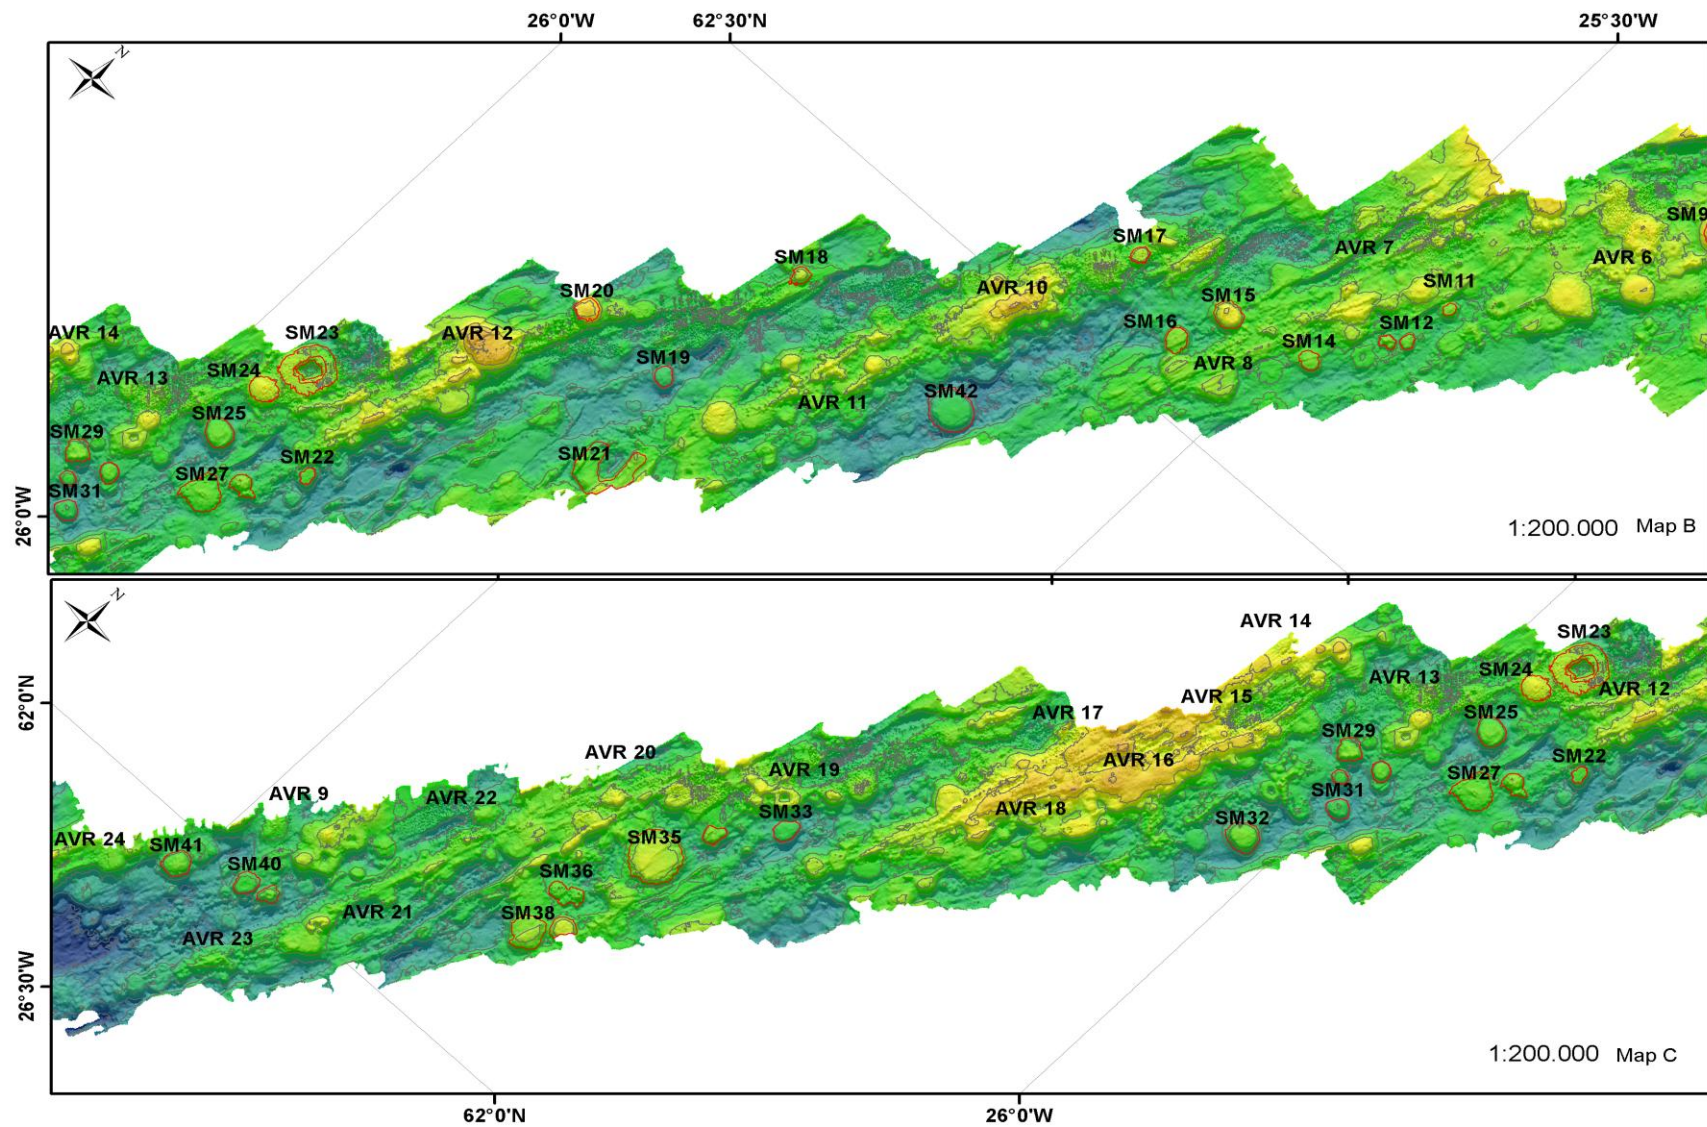 26°0'W 62°30'N 25°30'W
N
SM9
SM17
AVR 7
SM18
AVR 6
SM11
AVR 10
SM20
SM15
SM16
SM12
AVR 14
SM23
AVR 12
SM14
SM19
AVR 8
AVR 13
SM24
SM42
AVR 11
SM25
SM29
SM21
SM22
SM27
SM31
26°0'W
1:200.000 Map B
N
AVR 14
SM23
SM24
AVR 13
AVR 12
62°0'N
AVR 15
AVR 17
SM25
SM29
AVR 20
AVR 16
SM22
AVR 19
SM27
AVR 9
AVR 22
SM31
AVR 18
SM33
SM32
AVR 24
SM41
SM35
SM40
SM36
AVR 21
SM38
AVR 23
26°30'W
1:200.000 Map C
62°0'N 26°0'W